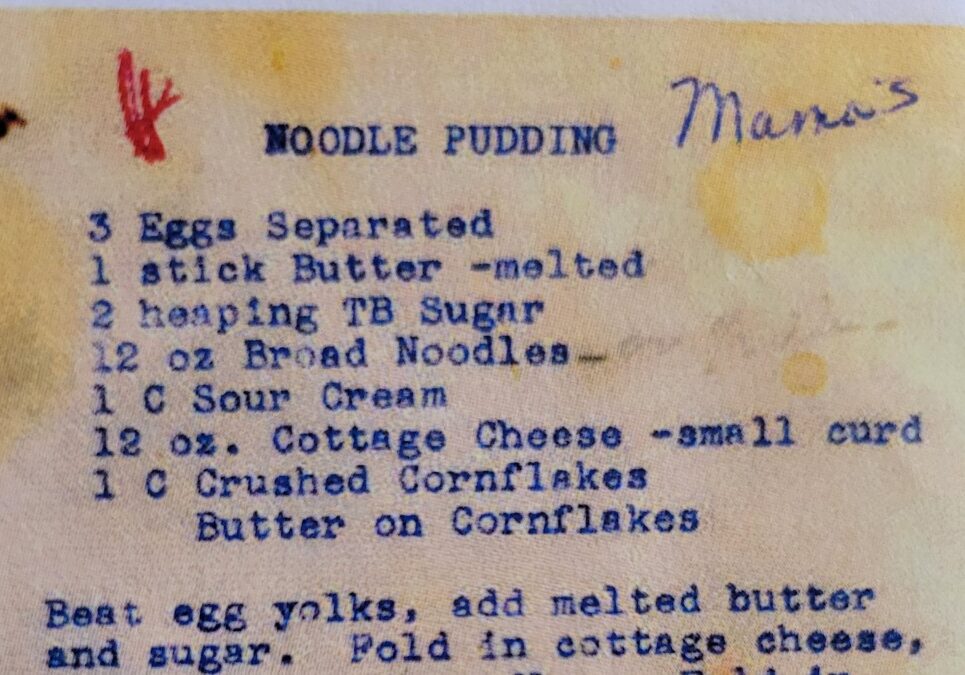 NOODLE PUDDING Mama's
3 Eggs Separated
1 stick Butter -melted
2 heaping TB Sugar
12 oz Broad Noodles- or
1 C Sour Cream
12 oz. Cottage Cheese -small curd
1 C Crushed Cornflakes
Butter on Cornflakes
Beat egg yolks, add melted butter
and sugar. Fold in cottage cheese,